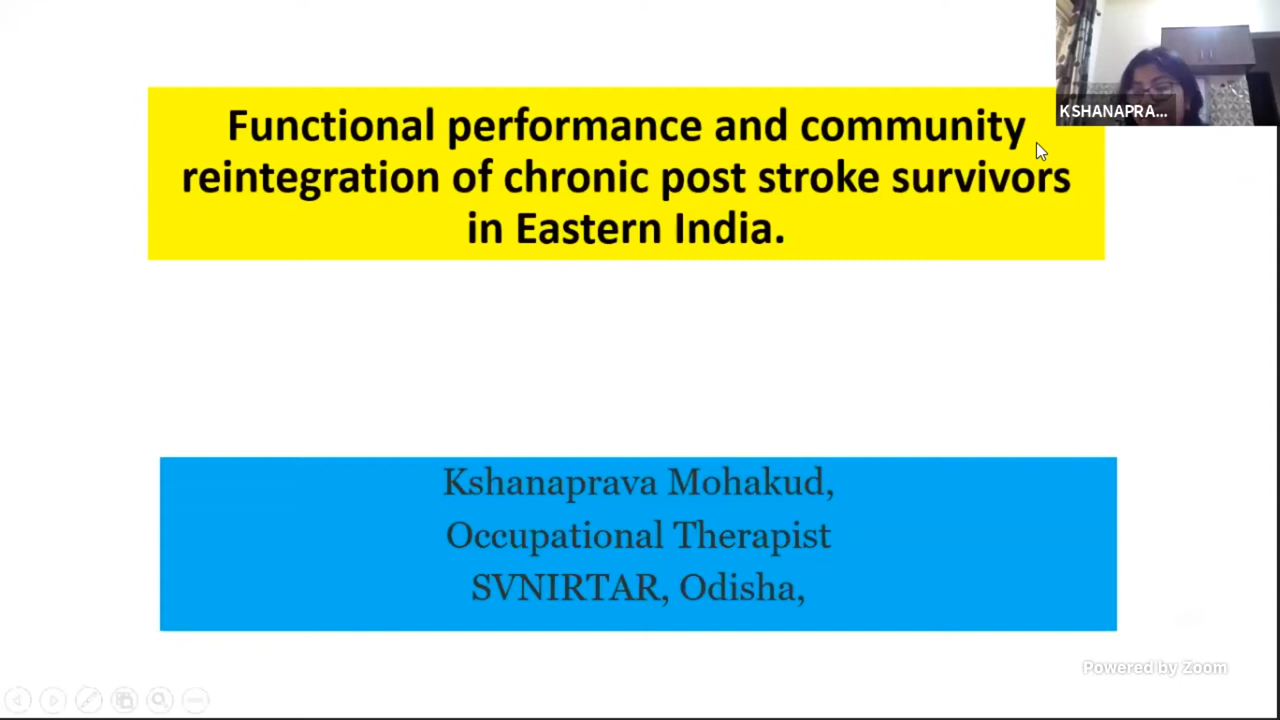 KSHANAPRA...
Functional performance and community
reintegration of chronic post stroke survivors
in Eastern India.
Kshanaprava Mohakud,
Occupational Therapist
SVNIRTAR, Odisha,
Powered by Zoom